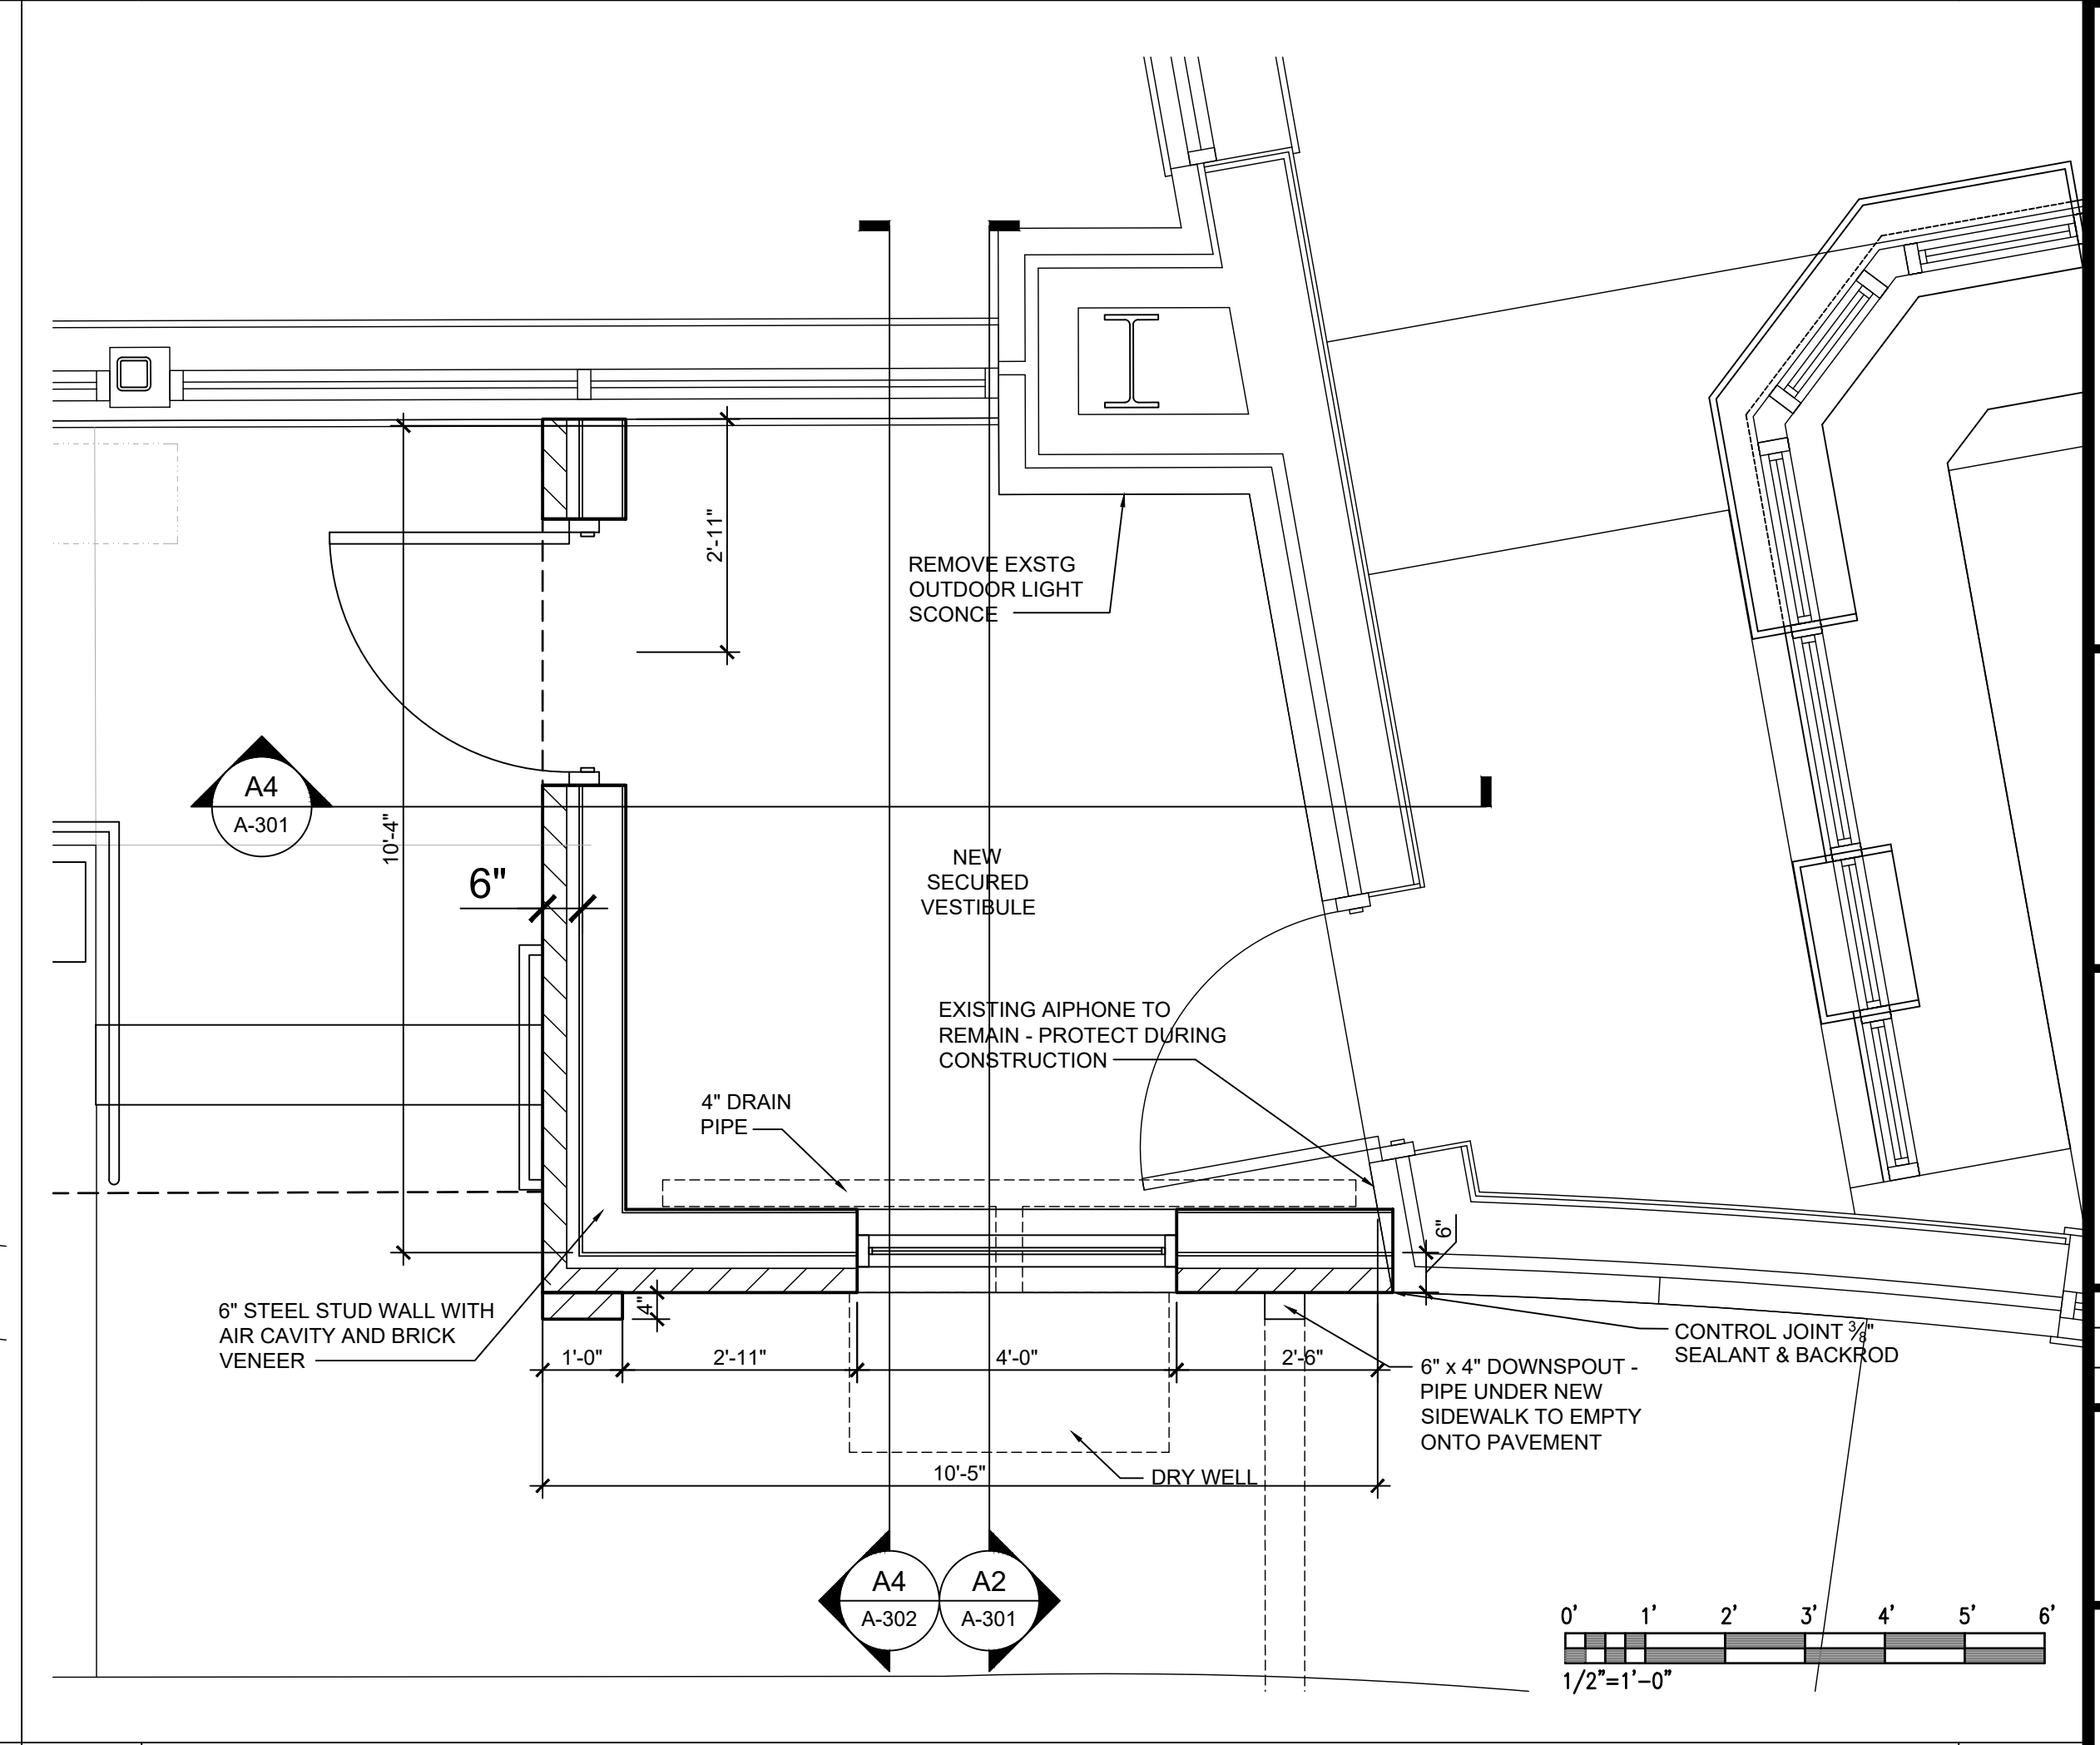 2'-11"
REMOVE EXSTG
OUTDOOR LIGHT
SCONCE
A4
A-301
10'-4"
6"
NEW
SECURED
VESTIBULE
EXISTING AIPHONE TO
REMAIN - PROTECT DURING
CONSTRUCTION
4" DRAIN
PIPE
6"
4"
6" STEEL STUD WALL WITH
AIR CAVITY AND BRICK
VENEER
1'-0"
2'-11"
4'-0"
2'-6"
CONTROL JOINT 3/8"
SEALANT & BACKROD
6" x 4" DOWNSPOUT -
PIPE UNDER NEW
SIDEWALK TO EMPTY
ONTO PAVEMENT
10'-5"
DRY WELL
A4
A-302
A2
A-301
0' 1' 2' 3' 4' 5' 6'
1/2"=1'-0"